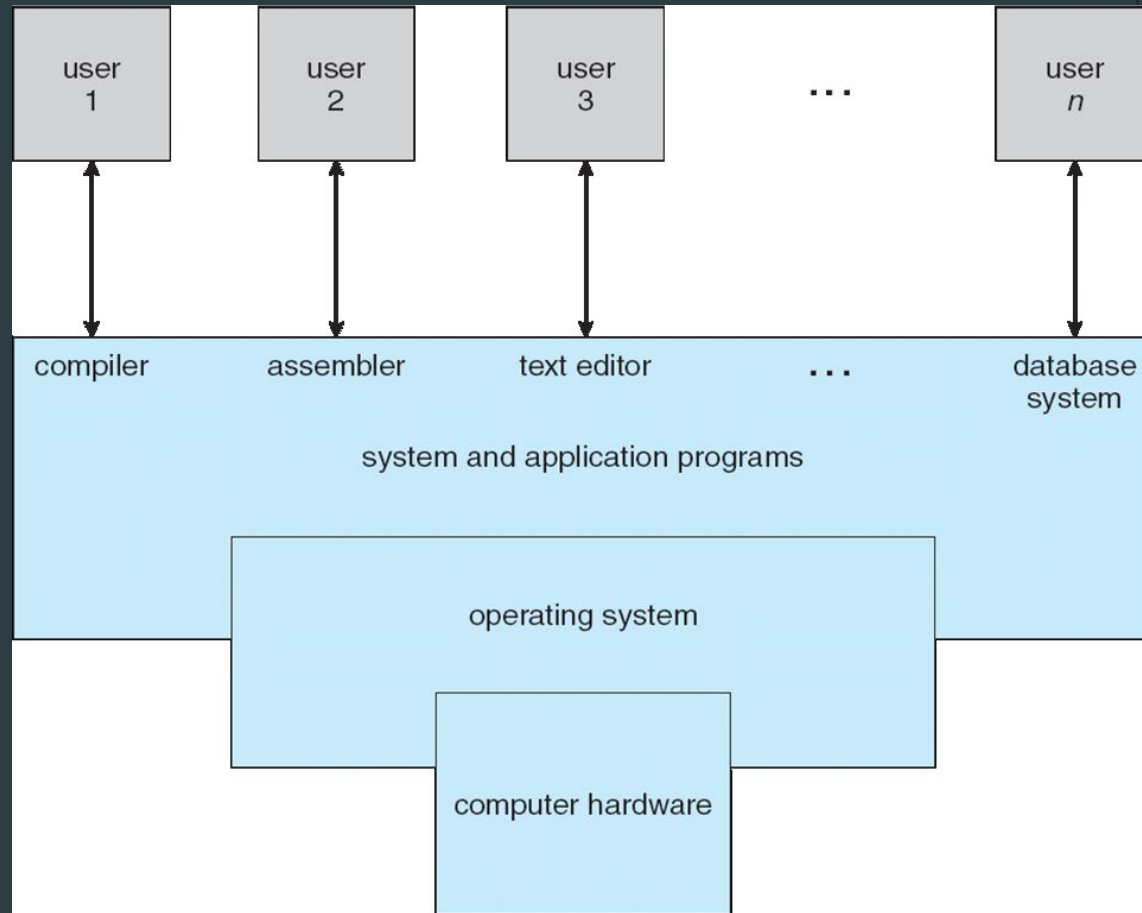 user
1
user
2
user
3
...
user
n
compiler
assembler
text editor
...
database
system
system and application programs
operating system
computer hardware